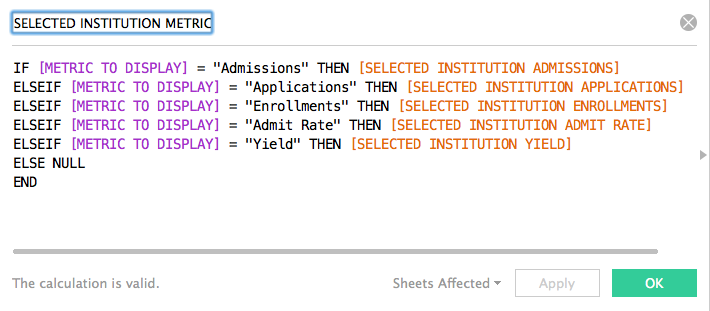 SELECTED INSTITUTION METRIC
IF [METRIC TO DISPLAY] = "Admissions" THEN [SELECTED INSTITUTION ADMISSIONS]
ELSEIF [METRIC TO DISPLAY] = "Applications" THEN [SELECTED INSTITUTION APPLICATIONS]
ELSEIF [METRIC TO DISPLAY] = "Enrollments" THEN [SELECTED INSTITUTION ENROLLMENTS]
ELSEIF [METRIC TO DISPLAY] = "Admit Rate" THEN [SELECTED INSTITUTION ADMIT RATE]
ELSEIF [METRIC TO DISPLAY] = "Yield" THEN [SELECTED INSTITUTION YIELD]
ELSE NULL
END
The calculation is valid. Sheets Affected Apply OK